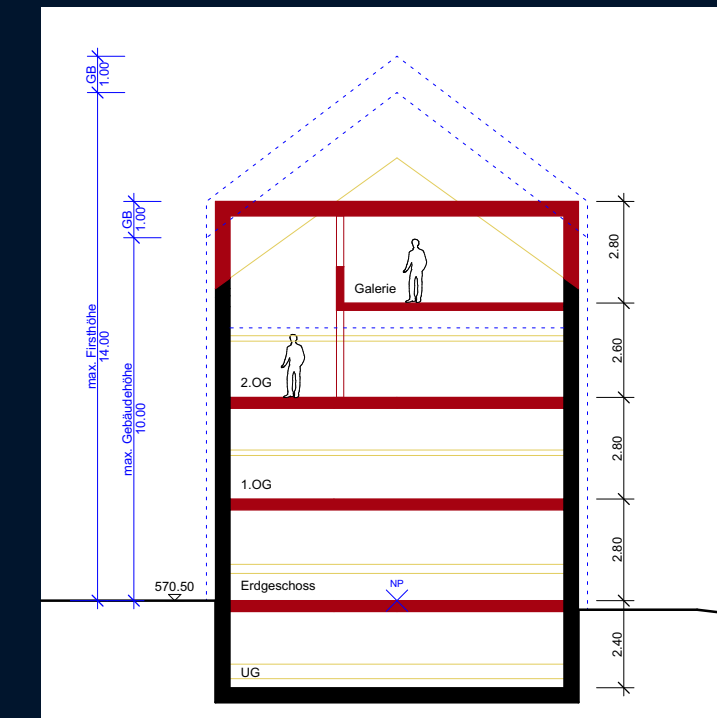 GB
1.00
GB
1.00
max. Firsthöhe
14.00
max. Gebäudehöhe
10.00
2.80
Galerie
2.60
2.OG
2.80
1.OG
2.80
570.50
Erdgeschoss
NP
2.40
UG